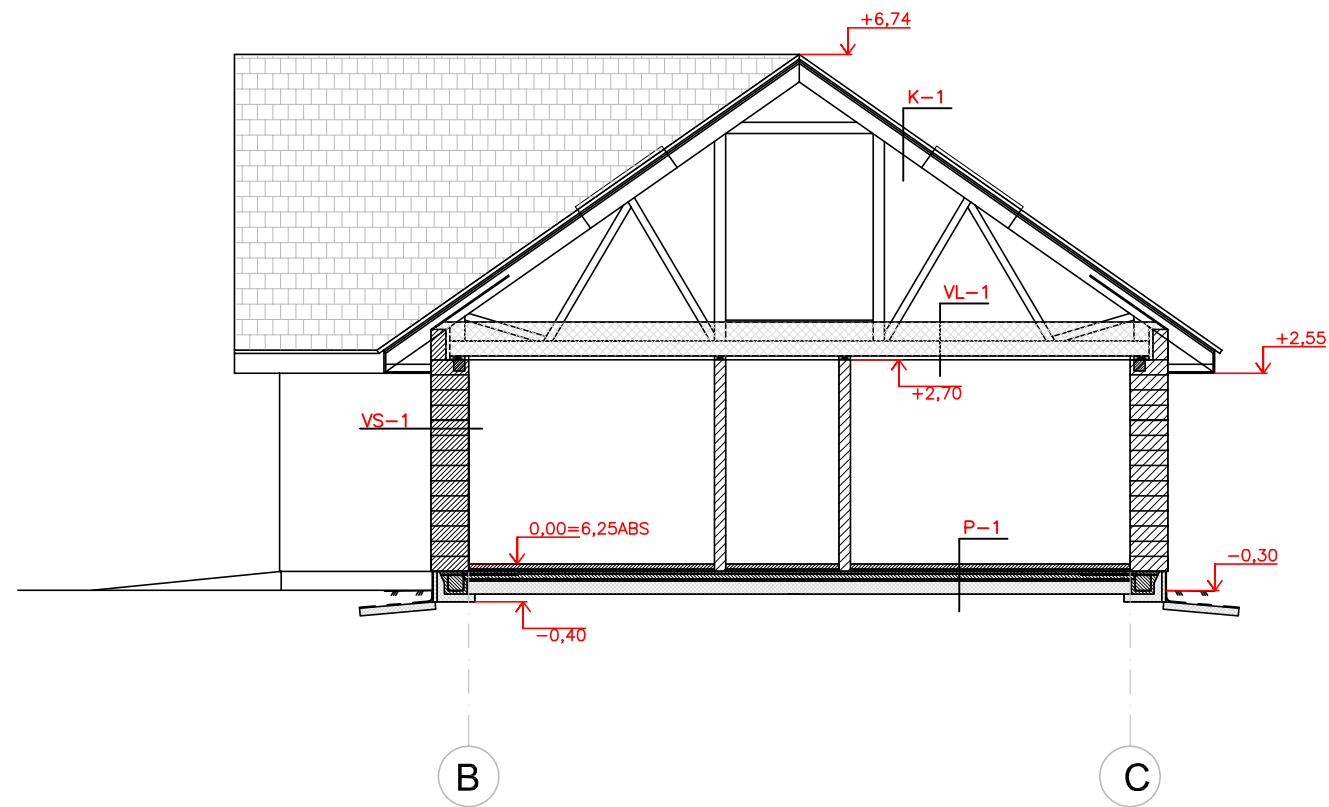 +6,74
K-1
VL-1
+2,55
+2,70
VS-1
0,00=6,25ABS
P-1
-0,30
-0,40
B
C